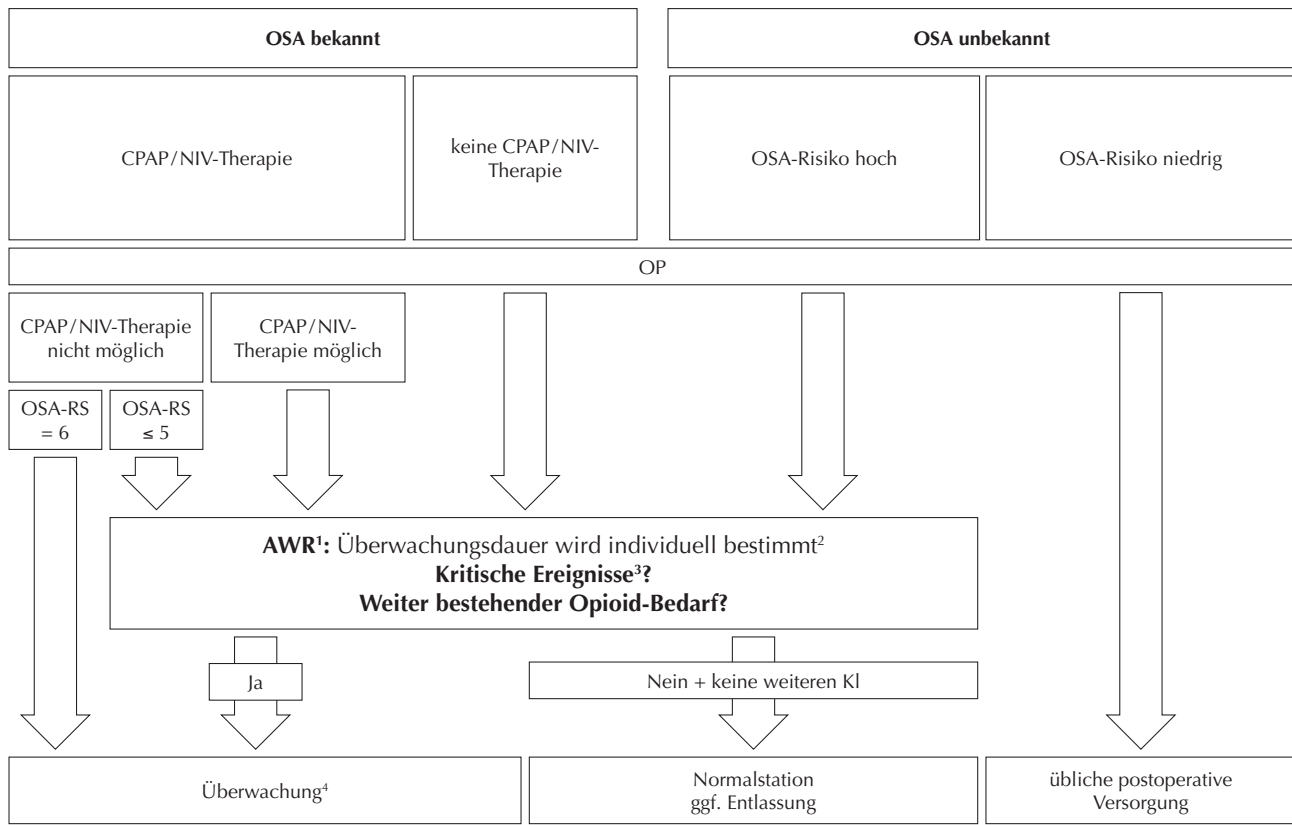 OSA bekannt
OSA unbekannt
CPAP/NIV-Therapie
keine CPAP/NIV-
Therapie
OSA-Risiko hoch
OSA-Risiko niedrig
OP
CPAP/NIV-Therapie
nicht möglich
CPAP/NIV-
Therapie möglich
OSA-RS
= 6
OSA-RS
≤ 5
AWR¹: Überwachungsdauer wird individuell bestimmt²
Kritische Ereignisse³?
Weiter bestehender Opioid-Bedarf?
Ja
Nein + keine weiteren KI
Überwachung⁴
Normalstation
ggf. Entlassung
übliche postoperative
Versorgung